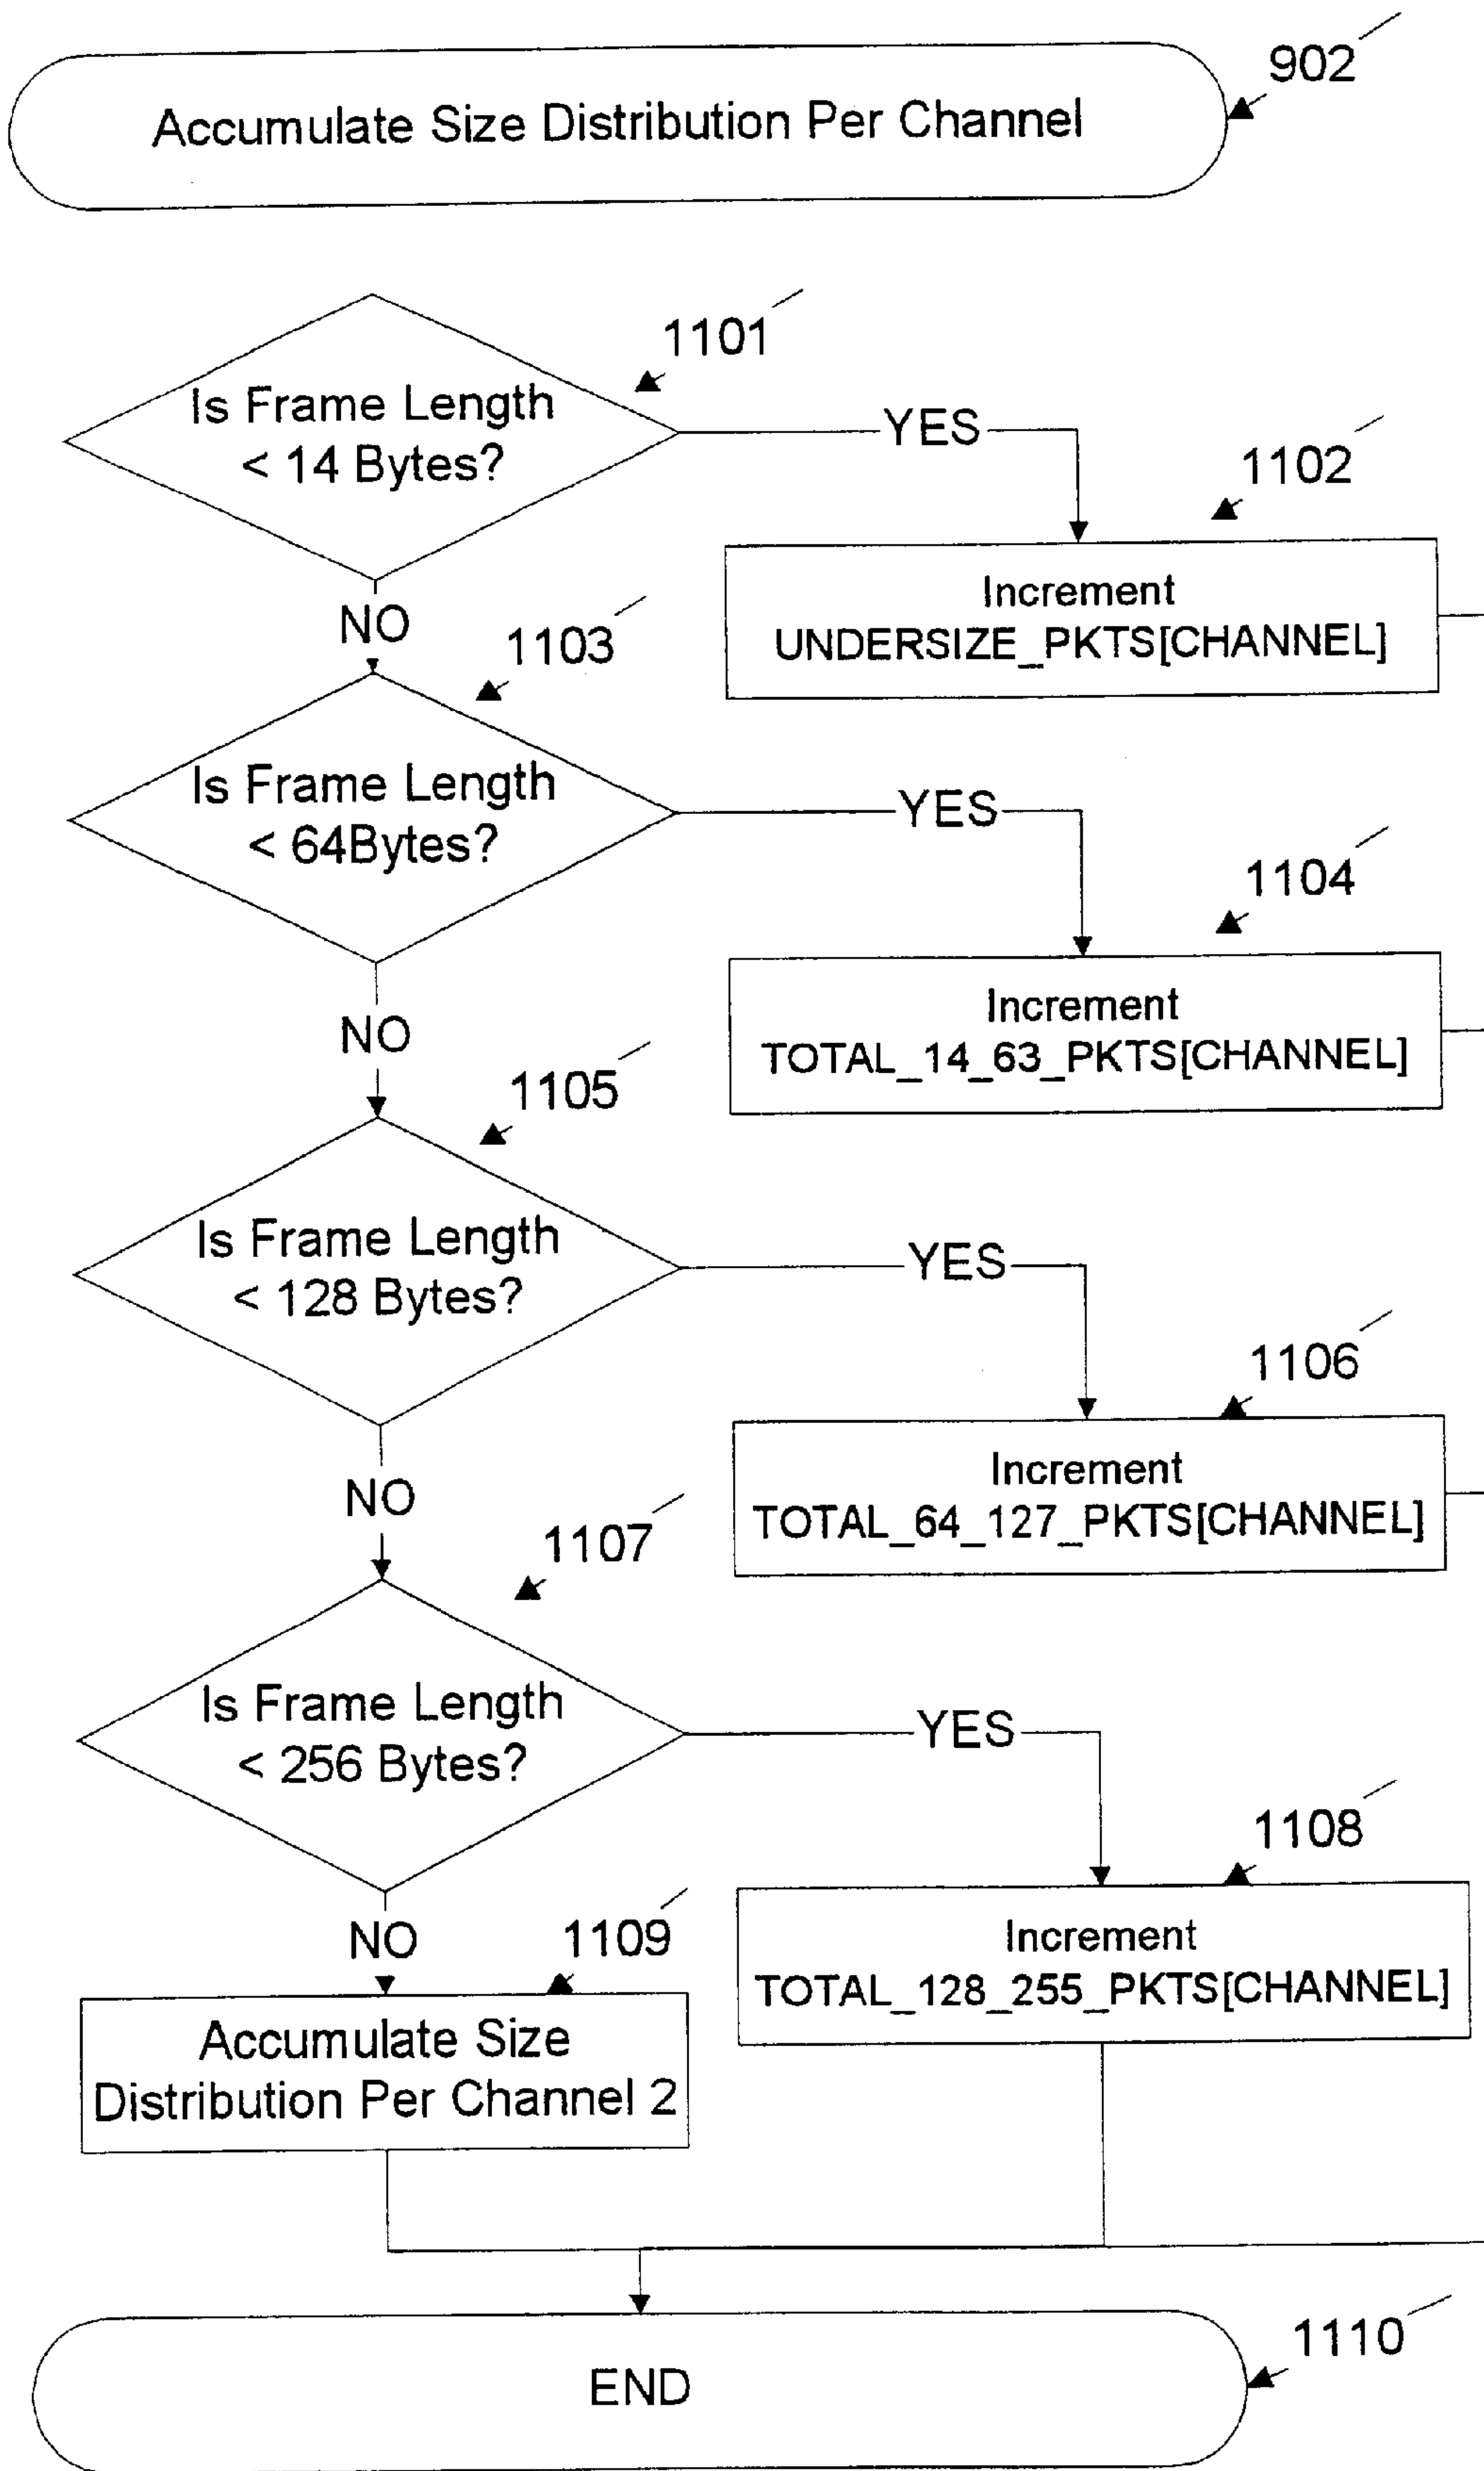 902
Accumulate Size Distribution Per Channel
1101
Is Frame Length
< 14 Bytes?
YES
1102
Increment
UNDERSIZE_PKTS[CHANNEL]
NO
1103
Is Frame Length
< 64Bytes?
YES
1104
Increment
TOTAL_14_63_PKTS[CHANNEL]
NO
1105
Is Frame Length
< 128 Bytes?
YES
1106
Increment
TOTAL_64_127_PKTS[CHANNEL]
NO
1107
Is Frame Length
< 256 Bytes?
YES
1108
Increment
TOTAL_128_255_PKTS[CHANNEL]
NO
1109
Accumulate Size
Distribution Per Channel 2
1110
END